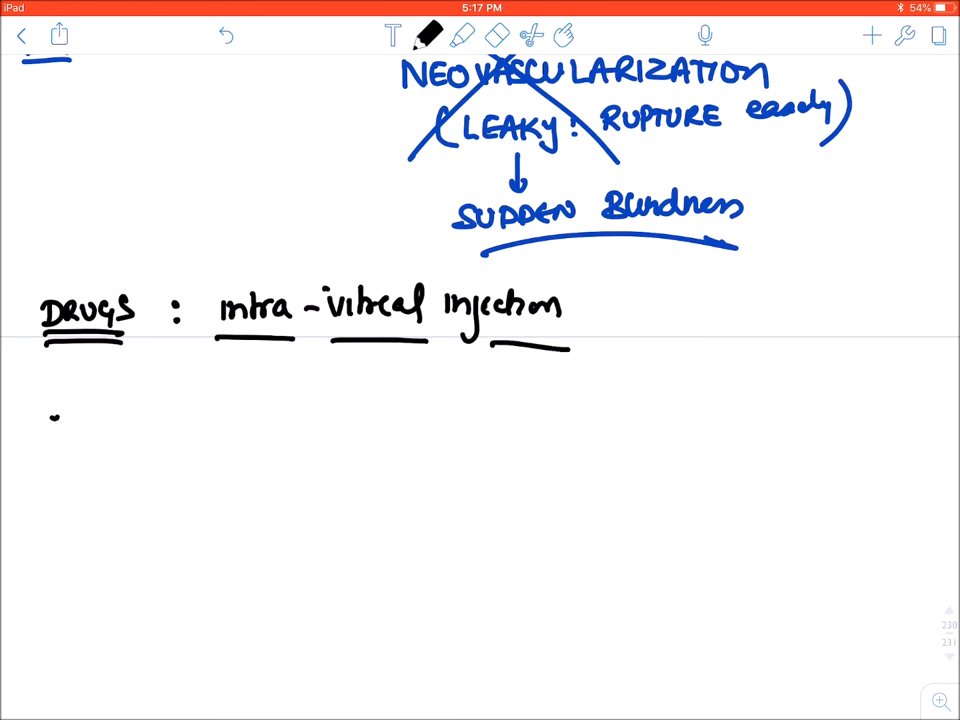 iPad 5:17 PM 54%
T
NEOVASCULARIZATION
(LEAKY : RUPTURE easily)
SUDDEN Blindness
DRUGS : intra-vitreal Injection
230
231